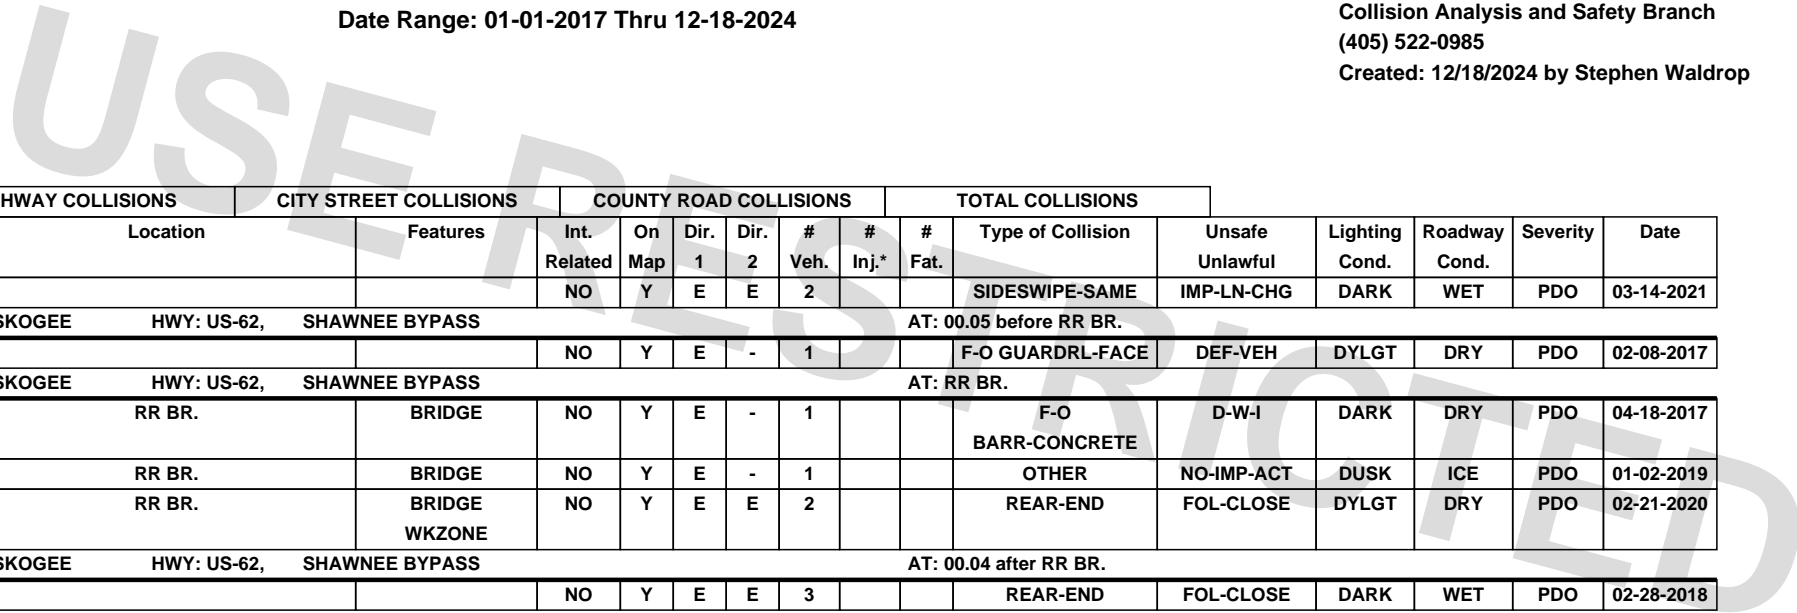 Date Range: 01-01-2017 Thru 12-18-2024
Collision Analysis and Safety Branch
(405) 522-0985
Created: 12/18/2024 by Stephen Waldrop
USE RESTRICTED
HWAY COLLISIONS CITY STREET COLLISIONS COUNTY ROAD COLLISIONS TOTAL COLLISIONS
Location Features Int. On Dir. Dir. # # # Type of Collision Unsafe Lighting Roadway Severity Date
Related Map 1 2 Veh. Inj.* Fat. Unlawful Cond. Cond.
NO Y E E 2 SIDESWIPE-SAME IMP-LN-CHG DARK WET PDO 03-14-2021
SKOGEE HWY: US-62, SHAWNEE BYPASS AT: 00.05 before RR BR.
NO Y E - 1 F-O GUARDRL-FACE DEF-VEH DYLGT DRY PDO 02-08-2017
SKOGEE HWY: US-62, SHAWNEE BYPASS AT: RR BR.
RR BR. BRIDGE NO Y E - 1 F-O D-W-I DARK DRY PDO 04-18-2017
BARR-CONCRETE
RR BR. BRIDGE NO Y E - 1 OTHER NO-IMP-ACT DUSK ICE PDO 01-02-2019
RR BR. BRIDGE NO Y E E 2 REAR-END FOL-CLOSE DYLGT DRY PDO 02-21-2020
WKZONE
SKOGEE HWY: US-62, SHAWNEE BYPASS AT: 00.04 after RR BR.
NO Y E E 3 REAR-END FOL-CLOSE DARK WET PDO 02-28-2018